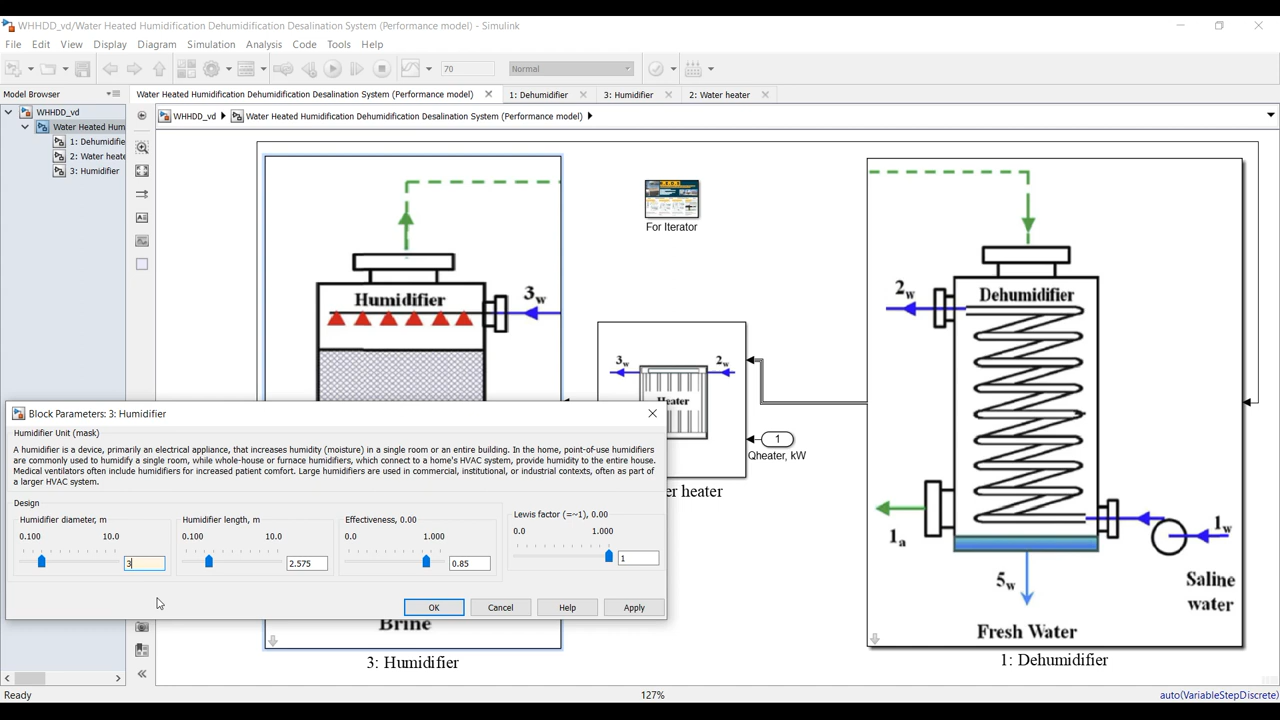 WHHDD_vd/Water Heated Humidification Dehumidification Desalination System (Performance model) - Simulink
File Edit View Display Diagram Simulation Analysis Code Tools Help
70 Normal
Model Browser
Water Heated Humidification Dehumidification Desalination System (Performance model)
1: Dehumidifier
3: Humidifier
2: Water heater
WHHDD_vd
Water Heated Hum
1: Dehumidifie
2: Water heate
3: Humidifier
WHHDD_vd Water Heated Humidification Dehumidification Desalination System (Performance model)
For Iterator
Humidifier
3w
2w
Dehumidifier
3w 2w
Heater
1
Qheater, kW
er heater
1a
1w
5w
Saline
water
Fresh Water
1: Dehumidifier
Block Parameters: 3: Humidifier
Humidifier Unit (mask)
A humidifier is a device, primarily an electrical appliance, that increases humidity (moisture) in a single room or an entire building. In the home, point-of-use humidifiers
are commonly used to humidify a single room, while whole-house or furnace humidifiers, which connect to a home's HVAC system, provide humidity to the entire house.
Medical ventilators often include humidifiers for increased patient comfort. Large humidifiers are used in commercial, institutional, or industrial contexts, often as part of
a larger HVAC system.
Design
Humidifier diameter, m
0.100 10.0
3
Humidifier length, m
0.100 10.0
2.575
Effectiveness, 0.00
0.0 1.000
0.85
Lewis factor (=~1), 0.00
0.0 1.000
1
OK Cancel Help Apply
Brine
3: Humidifier
Ready 127% auto(VariableStepDiscrete)